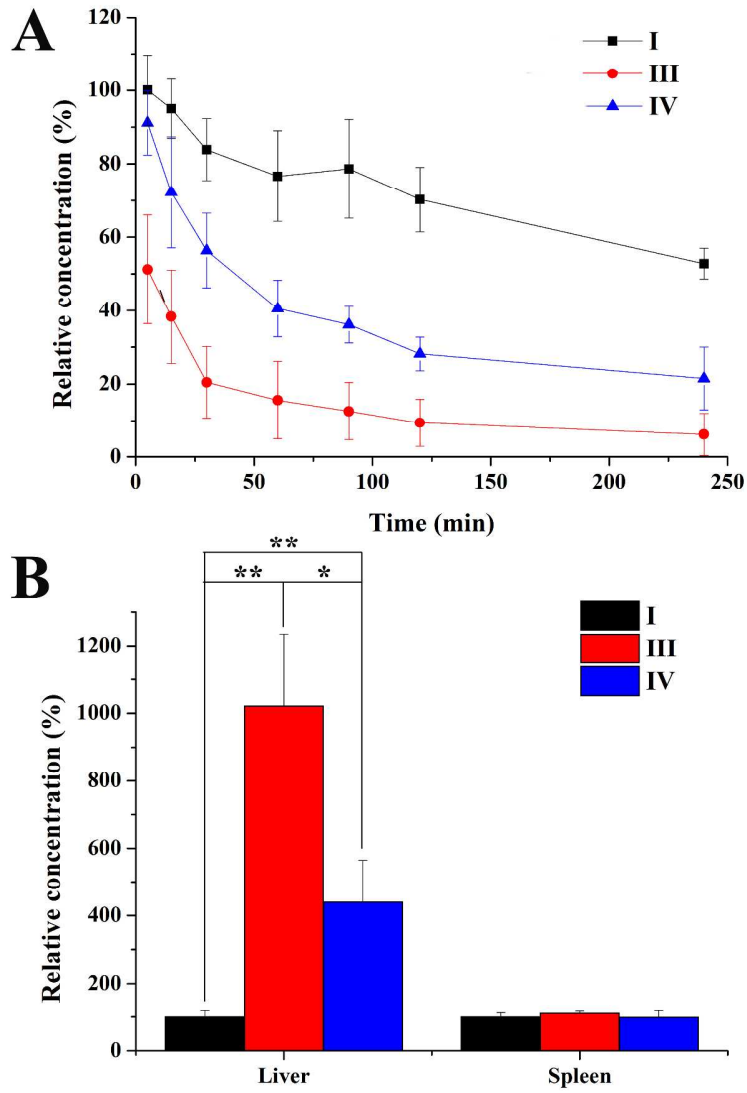 A
I
III
IV
Relative concentration (%)
120
100
80
60
40
20
0
0 50 100 150 200 250
Time (min)
B
**
** *
I
III
IV
Relative concentration (%)
1200
1000
800
600
400
200
0
Liver Spleen